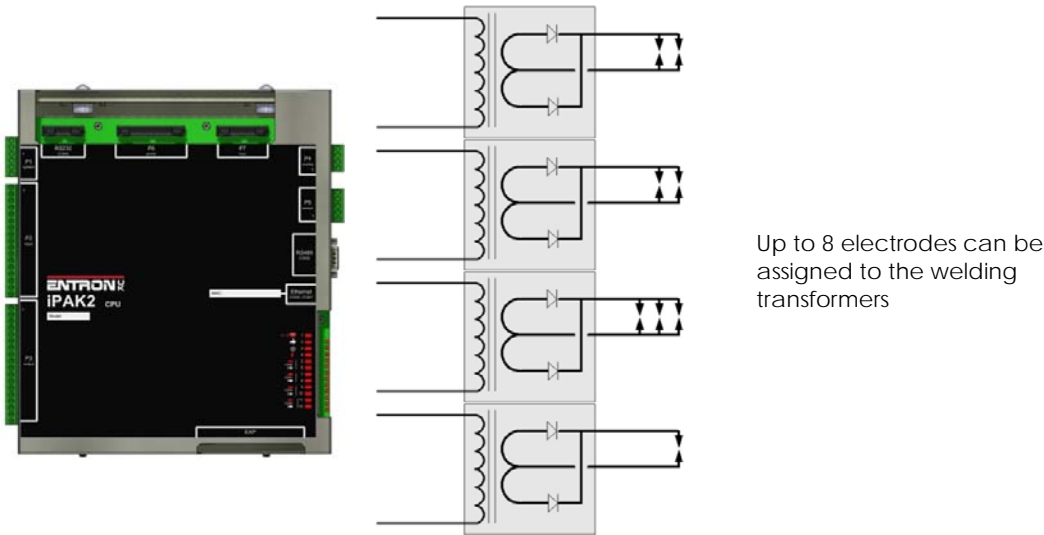 RS232
P6
P7
P1
P4
P2
P5
RS485
ENTRON
iPAK2 CPU
Ethernet
P3
EXP
Up to 8 electrodes can be
assigned to the welding
transformers